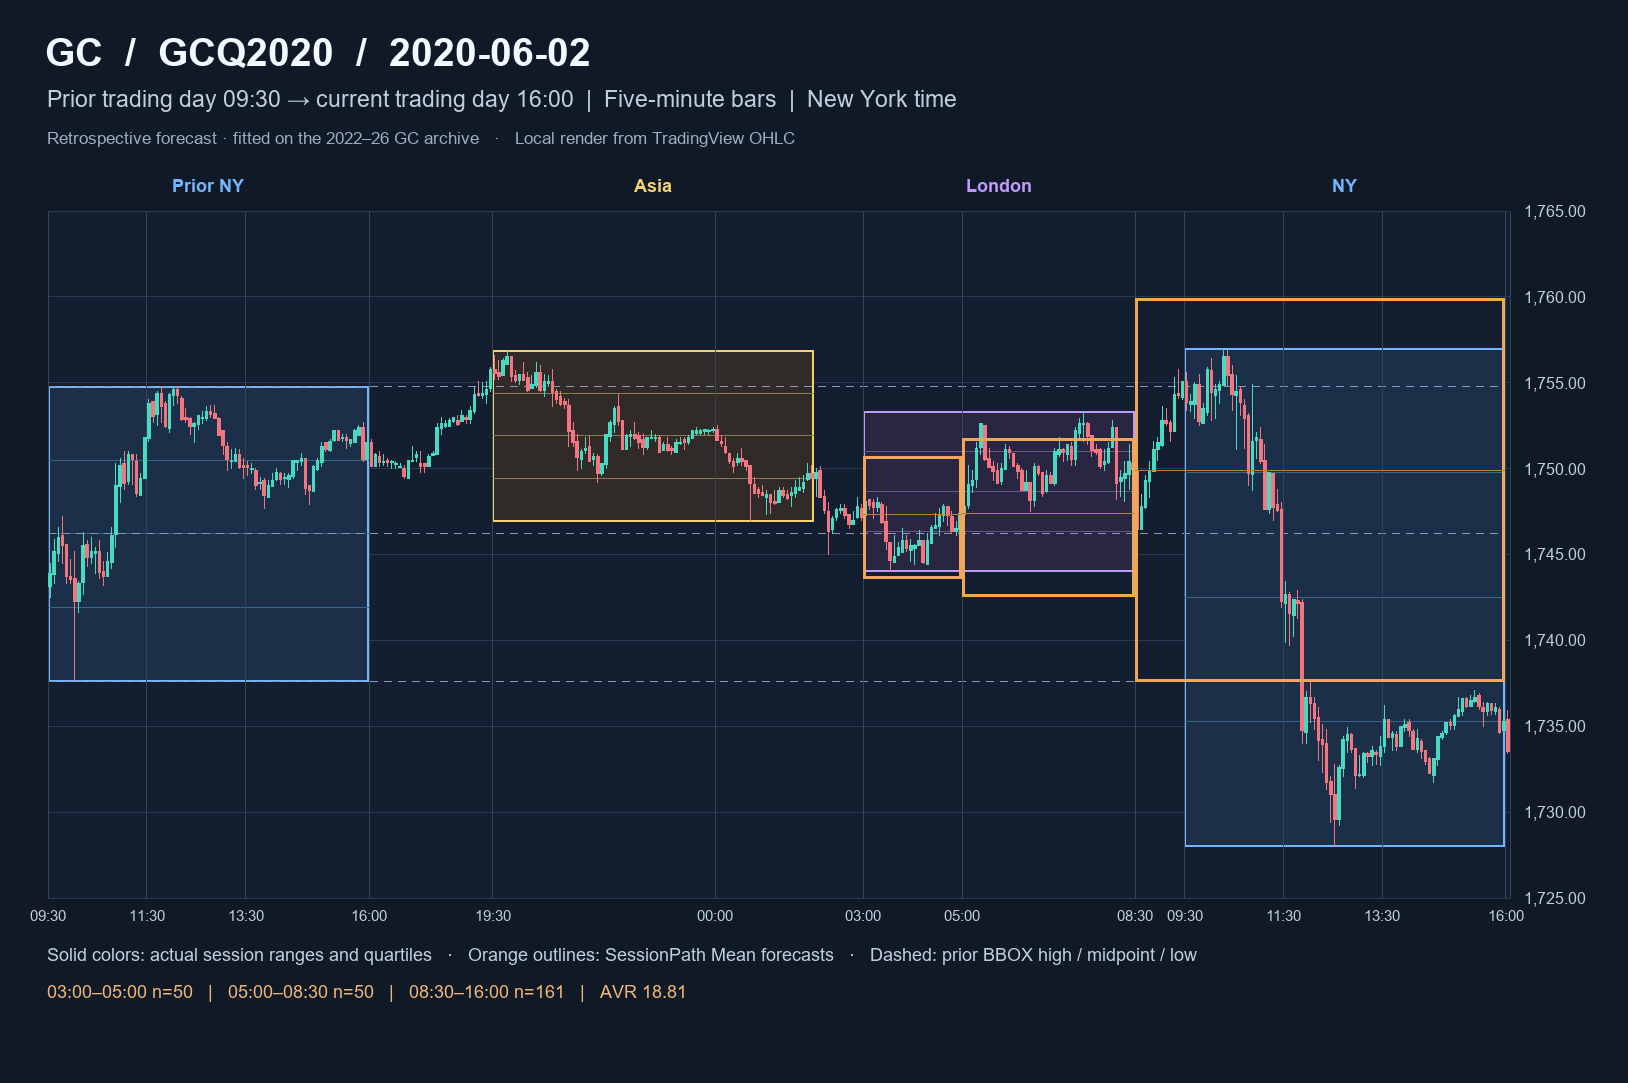 GC / GCQ2020 / 2020-06-02
Prior trading day 09:30 → current trading day 16:00 | Five-minute bars | New York time
Retrospective forecast · fitted on the 2022–26 GC archive · Local render from TradingView OHLC
Prior NY Asia London NY
1,765.00
1,760.00
1,755.00
1,750.00
1,745.00
1,740.00
1,735.00
1,730.00
1,725.00
09:30 11:30 13:30 16:00 19:30 00:00 03:00 05:00 08:30 09:30 11:30 13:30 16:00
Solid colors: actual session ranges and quartiles · Orange outlines: SessionPath Mean forecasts · Dashed: prior BBOX high / midpoint / low
03:00–05:00 n=50 | 05:00–08:30 n=50 | 08:30–16:00 n=161 | AVR 18.81